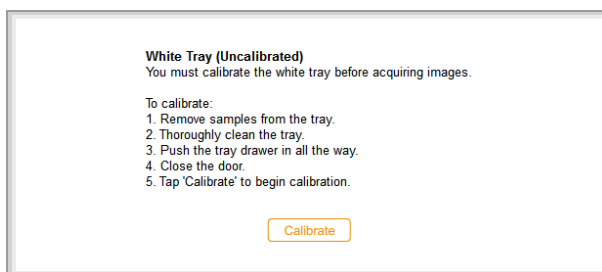 White Tray (Uncalibrated)
You must calibrate the white tray before acquiring images.
To calibrate:
1. Remove samples from the tray.
2. Thoroughly clean the tray.
3. Push the tray drawer in all the way.
4. Close the door.
5. Tap 'Calibrate' to begin calibration.
Calibrate